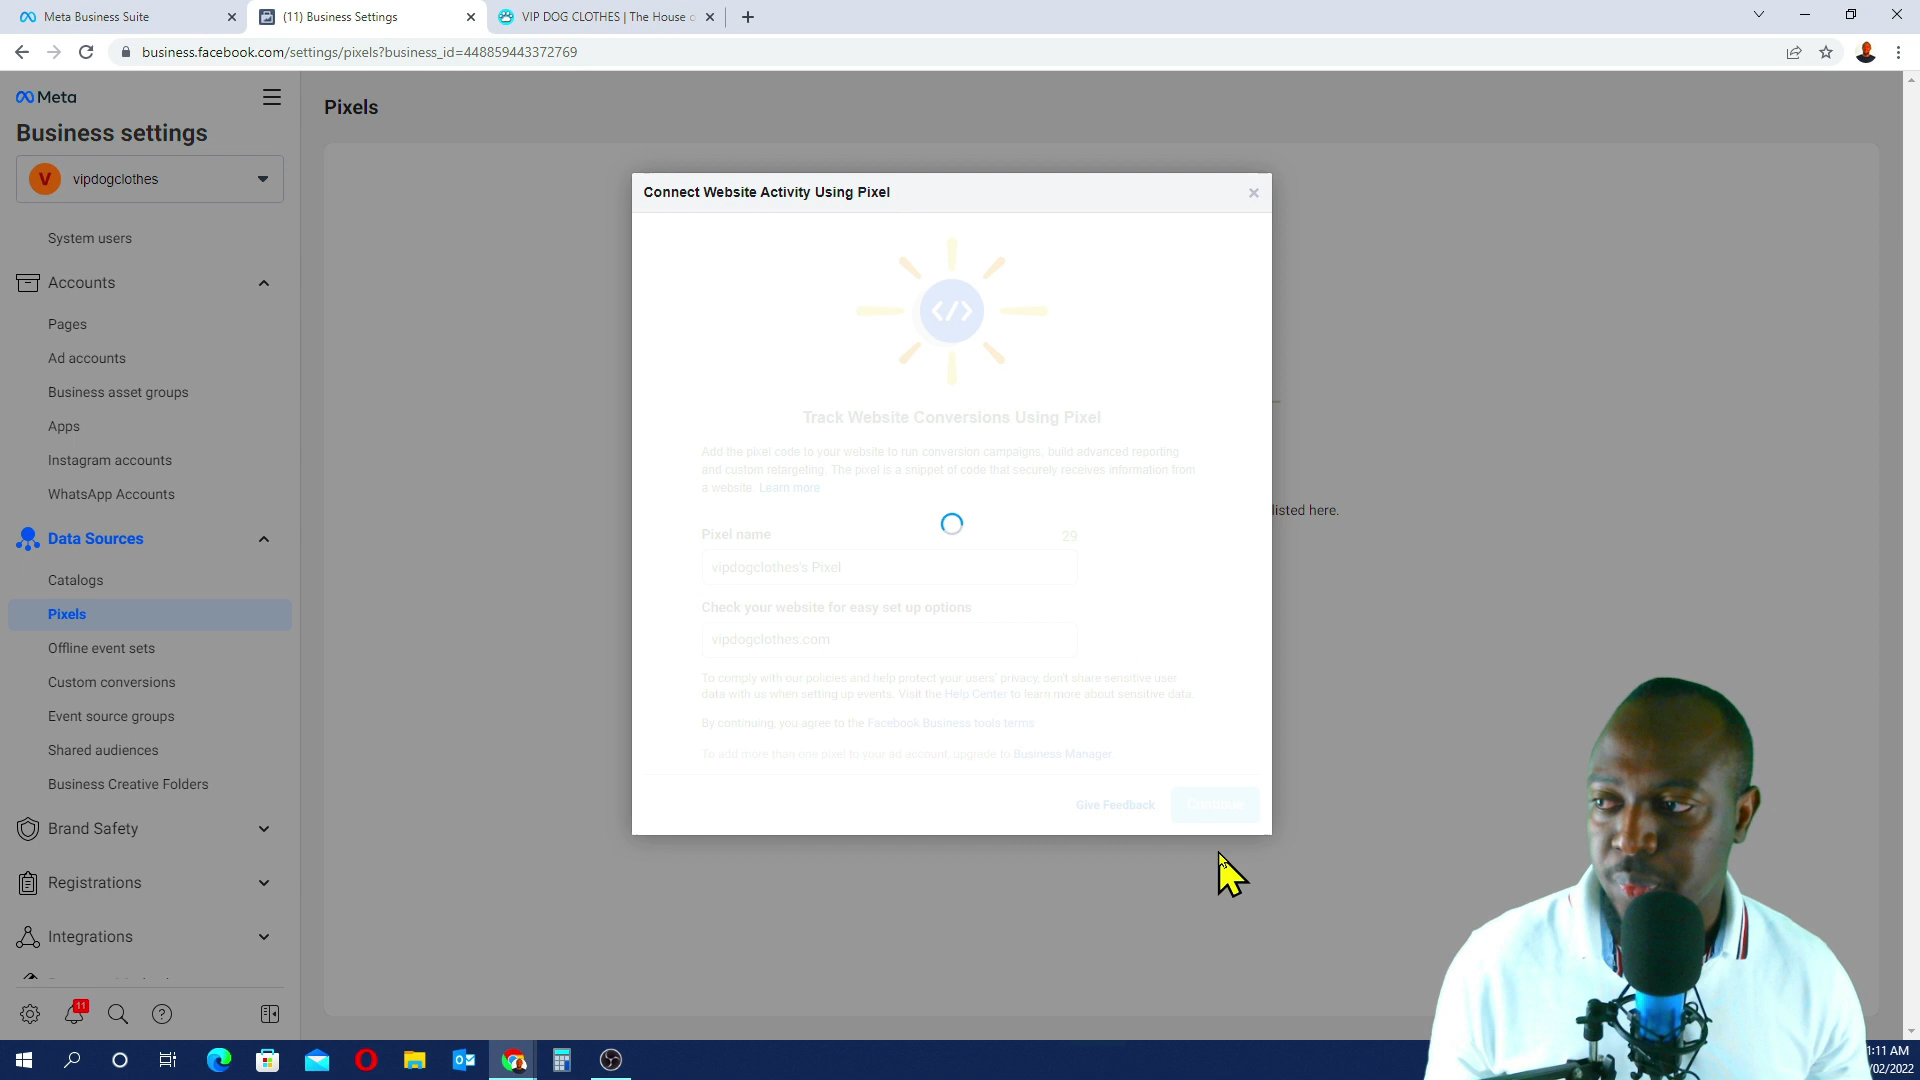 Meta Business Suite
(11) Business Settings
VIP DOG CLOTHES | The House
business.facebook.com/settings/pixels?business_id=448859443372769
Meta
Business settings
V
vipdogclothes
System users
Accounts
Pages
Ad accounts
Business asset groups
Apps
Instagram accounts
WhatsApp Accounts
Data Sources
Catalogs
Pixels
Offline event sets
Custom conversions
Event source groups
Shared audiences
Business Creative Folders
Brand Safety
Registrations
Integrations
11
Pixels
listed here.
Connect Website Activity Using Pixel
Track Website Conversions Using Pixel
Add the pixel code to your website to run conversion campaigns, build advanced reporting
and custom retargeting. The pixel is a snippet of code that securely receives information from
a website. Learn more
Pixel name
29
vipdogclothes's Pixel
Check your website for easy set up options
vipdogclothes.com
To comply with our policies and help protect your users' privacy, don't share sensitive user
data with us when setting up events. Visit the Help Center to learn more about sensitive data.
By continuing, you agree to the Facebook Business tools terms
To add more than one pixel to your ad account, upgrade to Business Manager
Give Feedback
Continue
1:11 AM
/02/2022